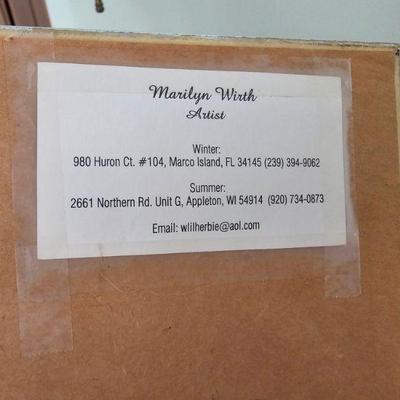 Marilyn Wirth
Artist
Winter:
980 Huron Ct. #104, Marco Island, FL 34145 (239) 394-9062
Summer:
2661 Northern Rd. Unit G, Appleton, WI 54914 (920) 734-0873
Email: wlilherbie@aol.com